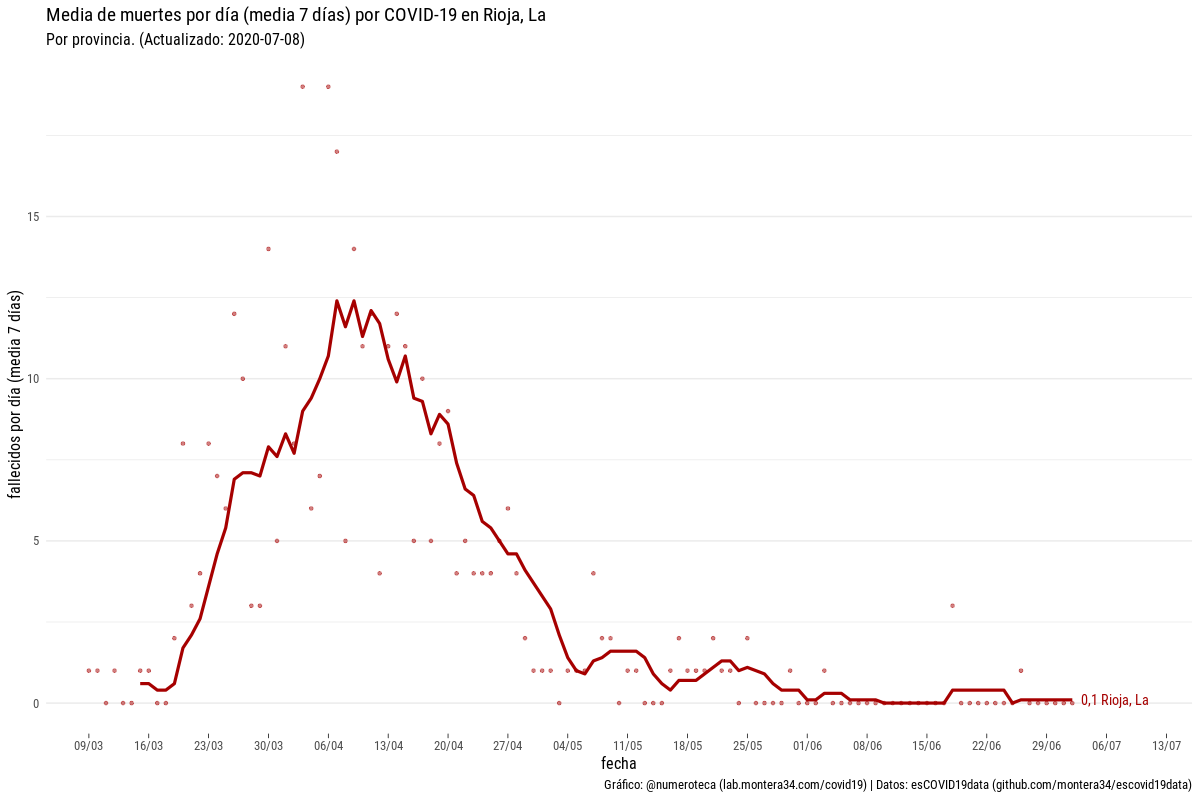 Media de muertes por día (media 7 días) por COVID-19 en Rioja, La
Por provincia. (Actualizado: 2020-07-08)
fallecidos por día (media 7 días)
15
10
5
0
0,1 Rioja, La
09/03 16/03 23/03 30/03 06/04 13/04 20/04 27/04 04/05 11/05 18/05 25/05 01/06 08/06 15/06 22/06 29/06 06/07 13/07
fecha
Gráfico: @numeroteca (lab.montera34.com/covid19) | Datos: esCOVID19data (github.com/montera34/escovid19data)